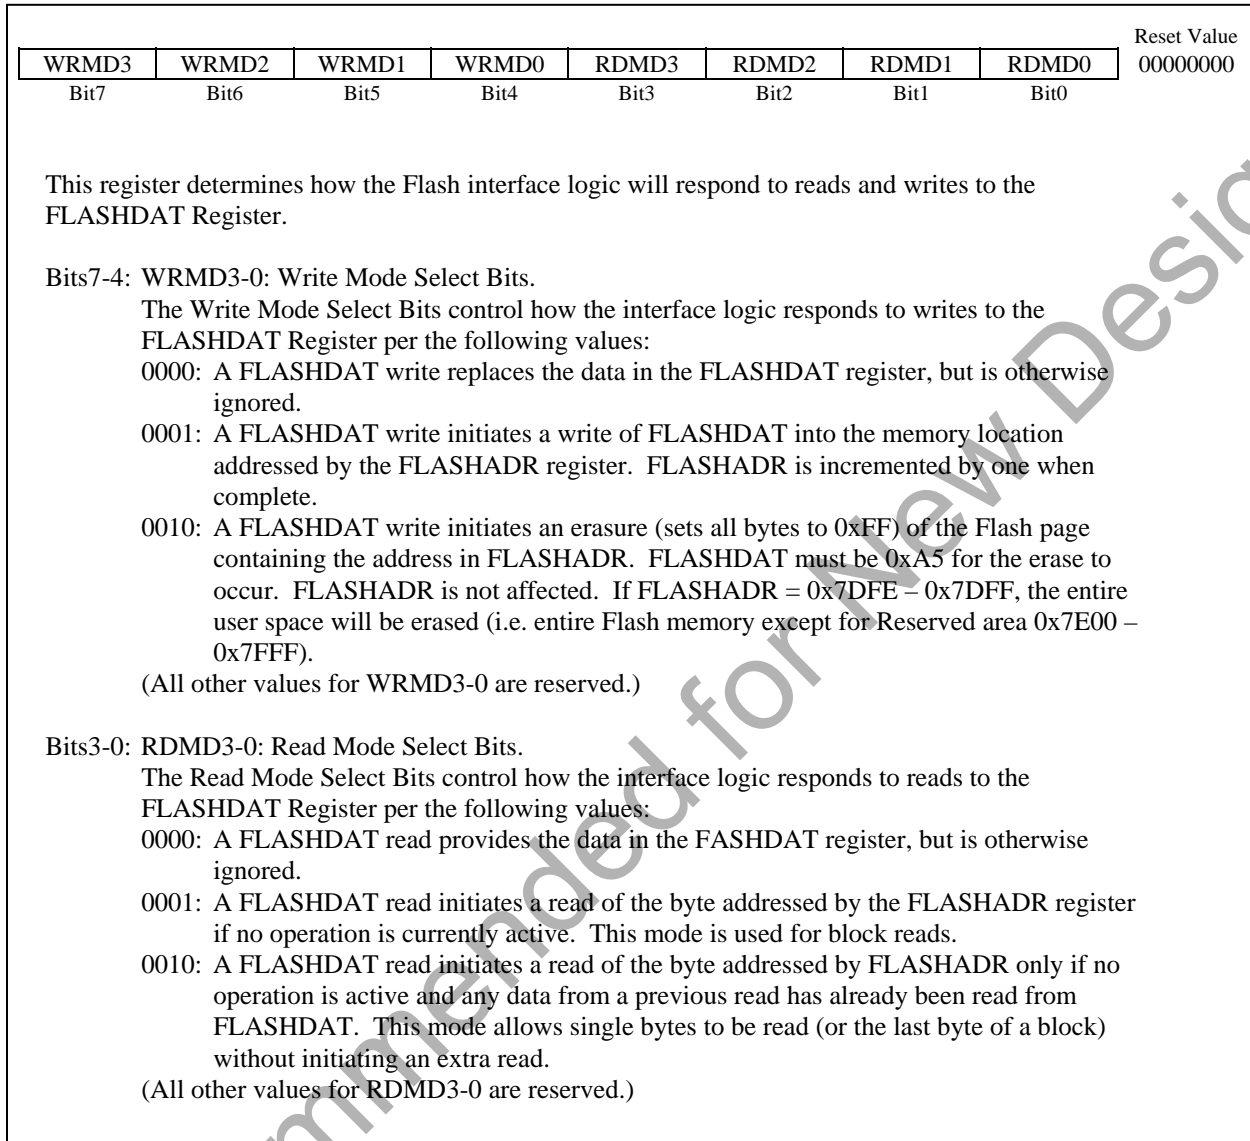 Reset Value
WRMD3 WRMD2 WRMD1 WRMD0 RDMD3 RDMD2 RDMD1 RDMD0 00000000
Bit7 Bit6 Bit5 Bit4 Bit3 Bit2 Bit1 Bit0
This register determines how the Flash interface logic will respond to reads and writes to the
FLASHDAT Register.
Bits7-4: WRMD3-0: Write Mode Select Bits.
The Write Mode Select Bits control how the interface logic responds to writes to the
FLASHDAT Register per the following values:
0000: A FLASHDAT write replaces the data in the FLASHDAT register, but is otherwise
ignored.
0001: A FLASHDAT write initiates a write of FLASHDAT into the memory location
addressed by the FLASHADR register. FLASHADR is incremented by one when
complete.
0010: A FLASHDAT write initiates an erasure (sets all bytes to 0xFF) of the Flash page
containing the address in FLASHADR. FLASHDAT must be 0xA5 for the erase to
occur. FLASHADR is not affected. If FLASHADR = 0x7DFE – 0x7DFF, the entire
user space will be erased (i.e. entire Flash memory except for Reserved area 0x7E00 –
0x7FFF).
(All other values for WRMD3-0 are reserved.)
Bits3-0: RDMD3-0: Read Mode Select Bits.
The Read Mode Select Bits control how the interface logic responds to reads to the
FLASHDAT Register per the following values:
0000: A FLASHDAT read provides the data in the FASHDAT register, but is otherwise
ignored.
0001: A FLASHDAT read initiates a read of the byte addressed by the FLASHADR register
if no operation is currently active. This mode is used for block reads.
0010: A FLASHDAT read initiates a read of the byte addressed by FLASHADR only if no
operation is active and any data from a previous read has already been read from
FLASHDAT. This mode allows single bytes to be read (or the last byte of a block)
without initiating an extra read.
(All other values for RDMD3-0 are reserved.)
mmended for New Desig